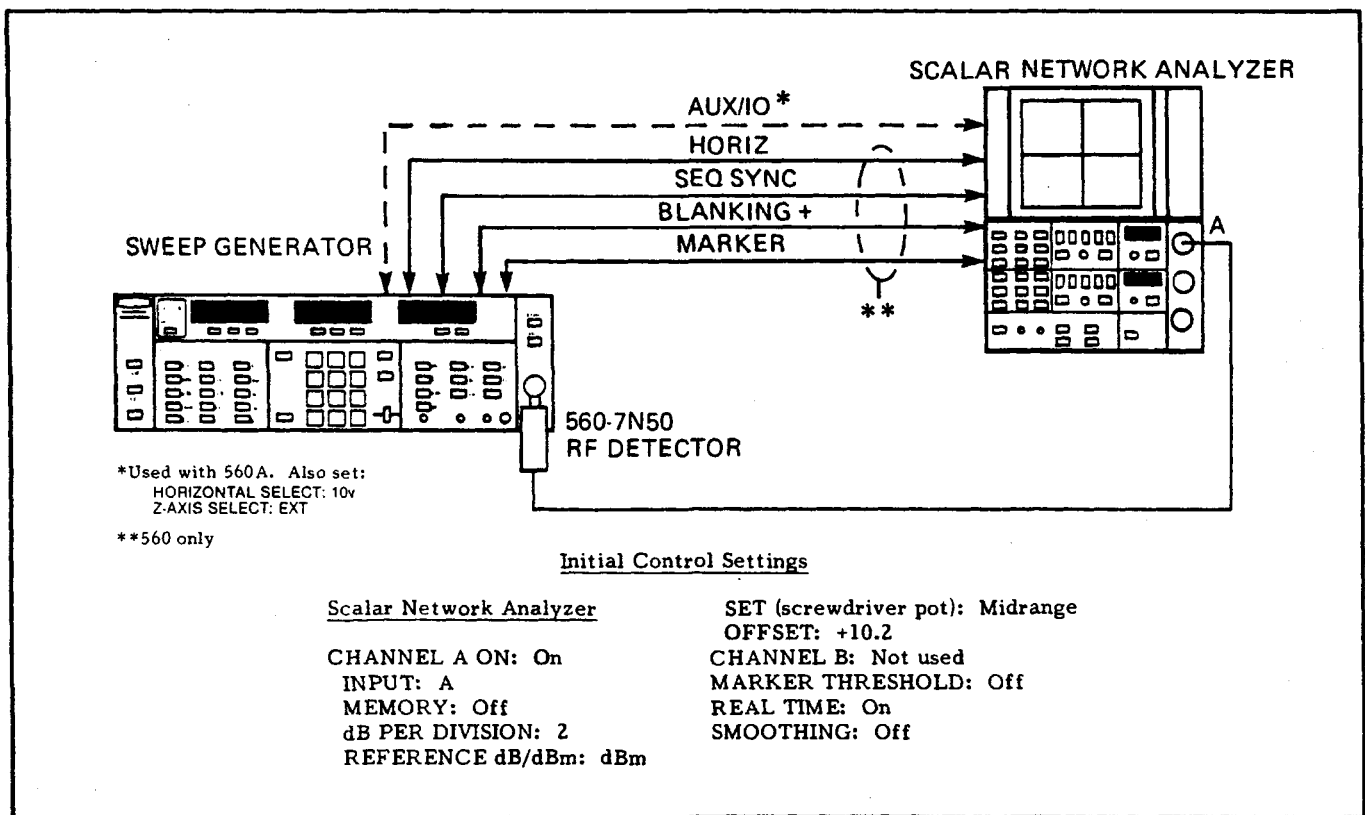 SCALAR NETWORK ANALYZER
AUX/IO *
HORIZ
SEQ SYNC
BLANKING +
MARKER
A
SWEEP GENERATOR
**
560-7N50
RF DETECTOR
*Used with 560A. Also set:
HORIZONTAL SELECT: 10v
Z-AXIS SELECT: EXT
**560 only
Initial Control Settings
Scalar Network Analyzer
CHANNEL A ON: On
INPUT: A
MEMORY: Off
dB PER DIVISION: 2
REFERENCE dB/dBm: dBm
SET (screwdriver pot): Midrange
OFFSET: +10.2
CHANNEL B: Not used
MARKER THRESHOLD: Off
REAL TIME: On
SMOOTHING: Off